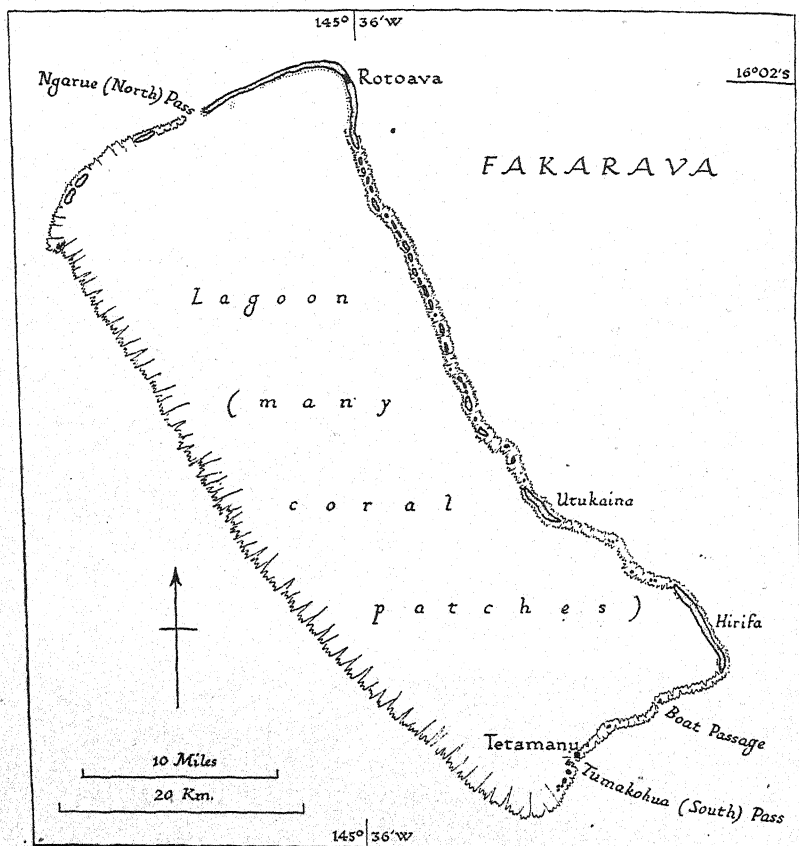 145° 36′W
Ngarue (North) Pass
Rotoava
16°02′S
FAKARAVA
Lagoon
(many
coral
patches)
Utukaina
Hirifa
Boat Passage
Tetamanu
Tumakohua (South) Pass
10 Miles
20 Km.
145° 36′W